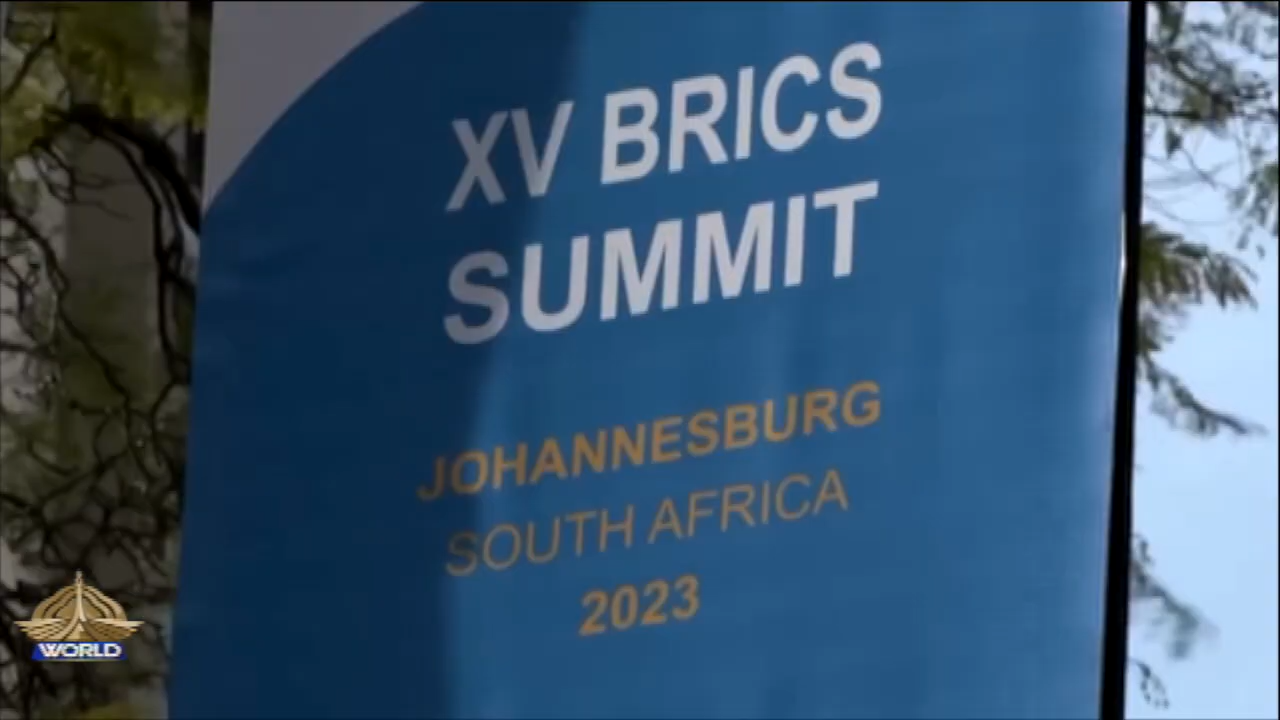 XV BRICS
SUMMIT
JOHANNESBURG
SOUTH AFRICA
2023
WORLD